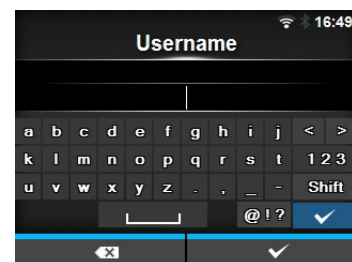 16:49
Username
a b c d e f g h i j < >
k l m n o p q r s t 1 2 3
u v w x y z . , _ - Shift
@ ! ?